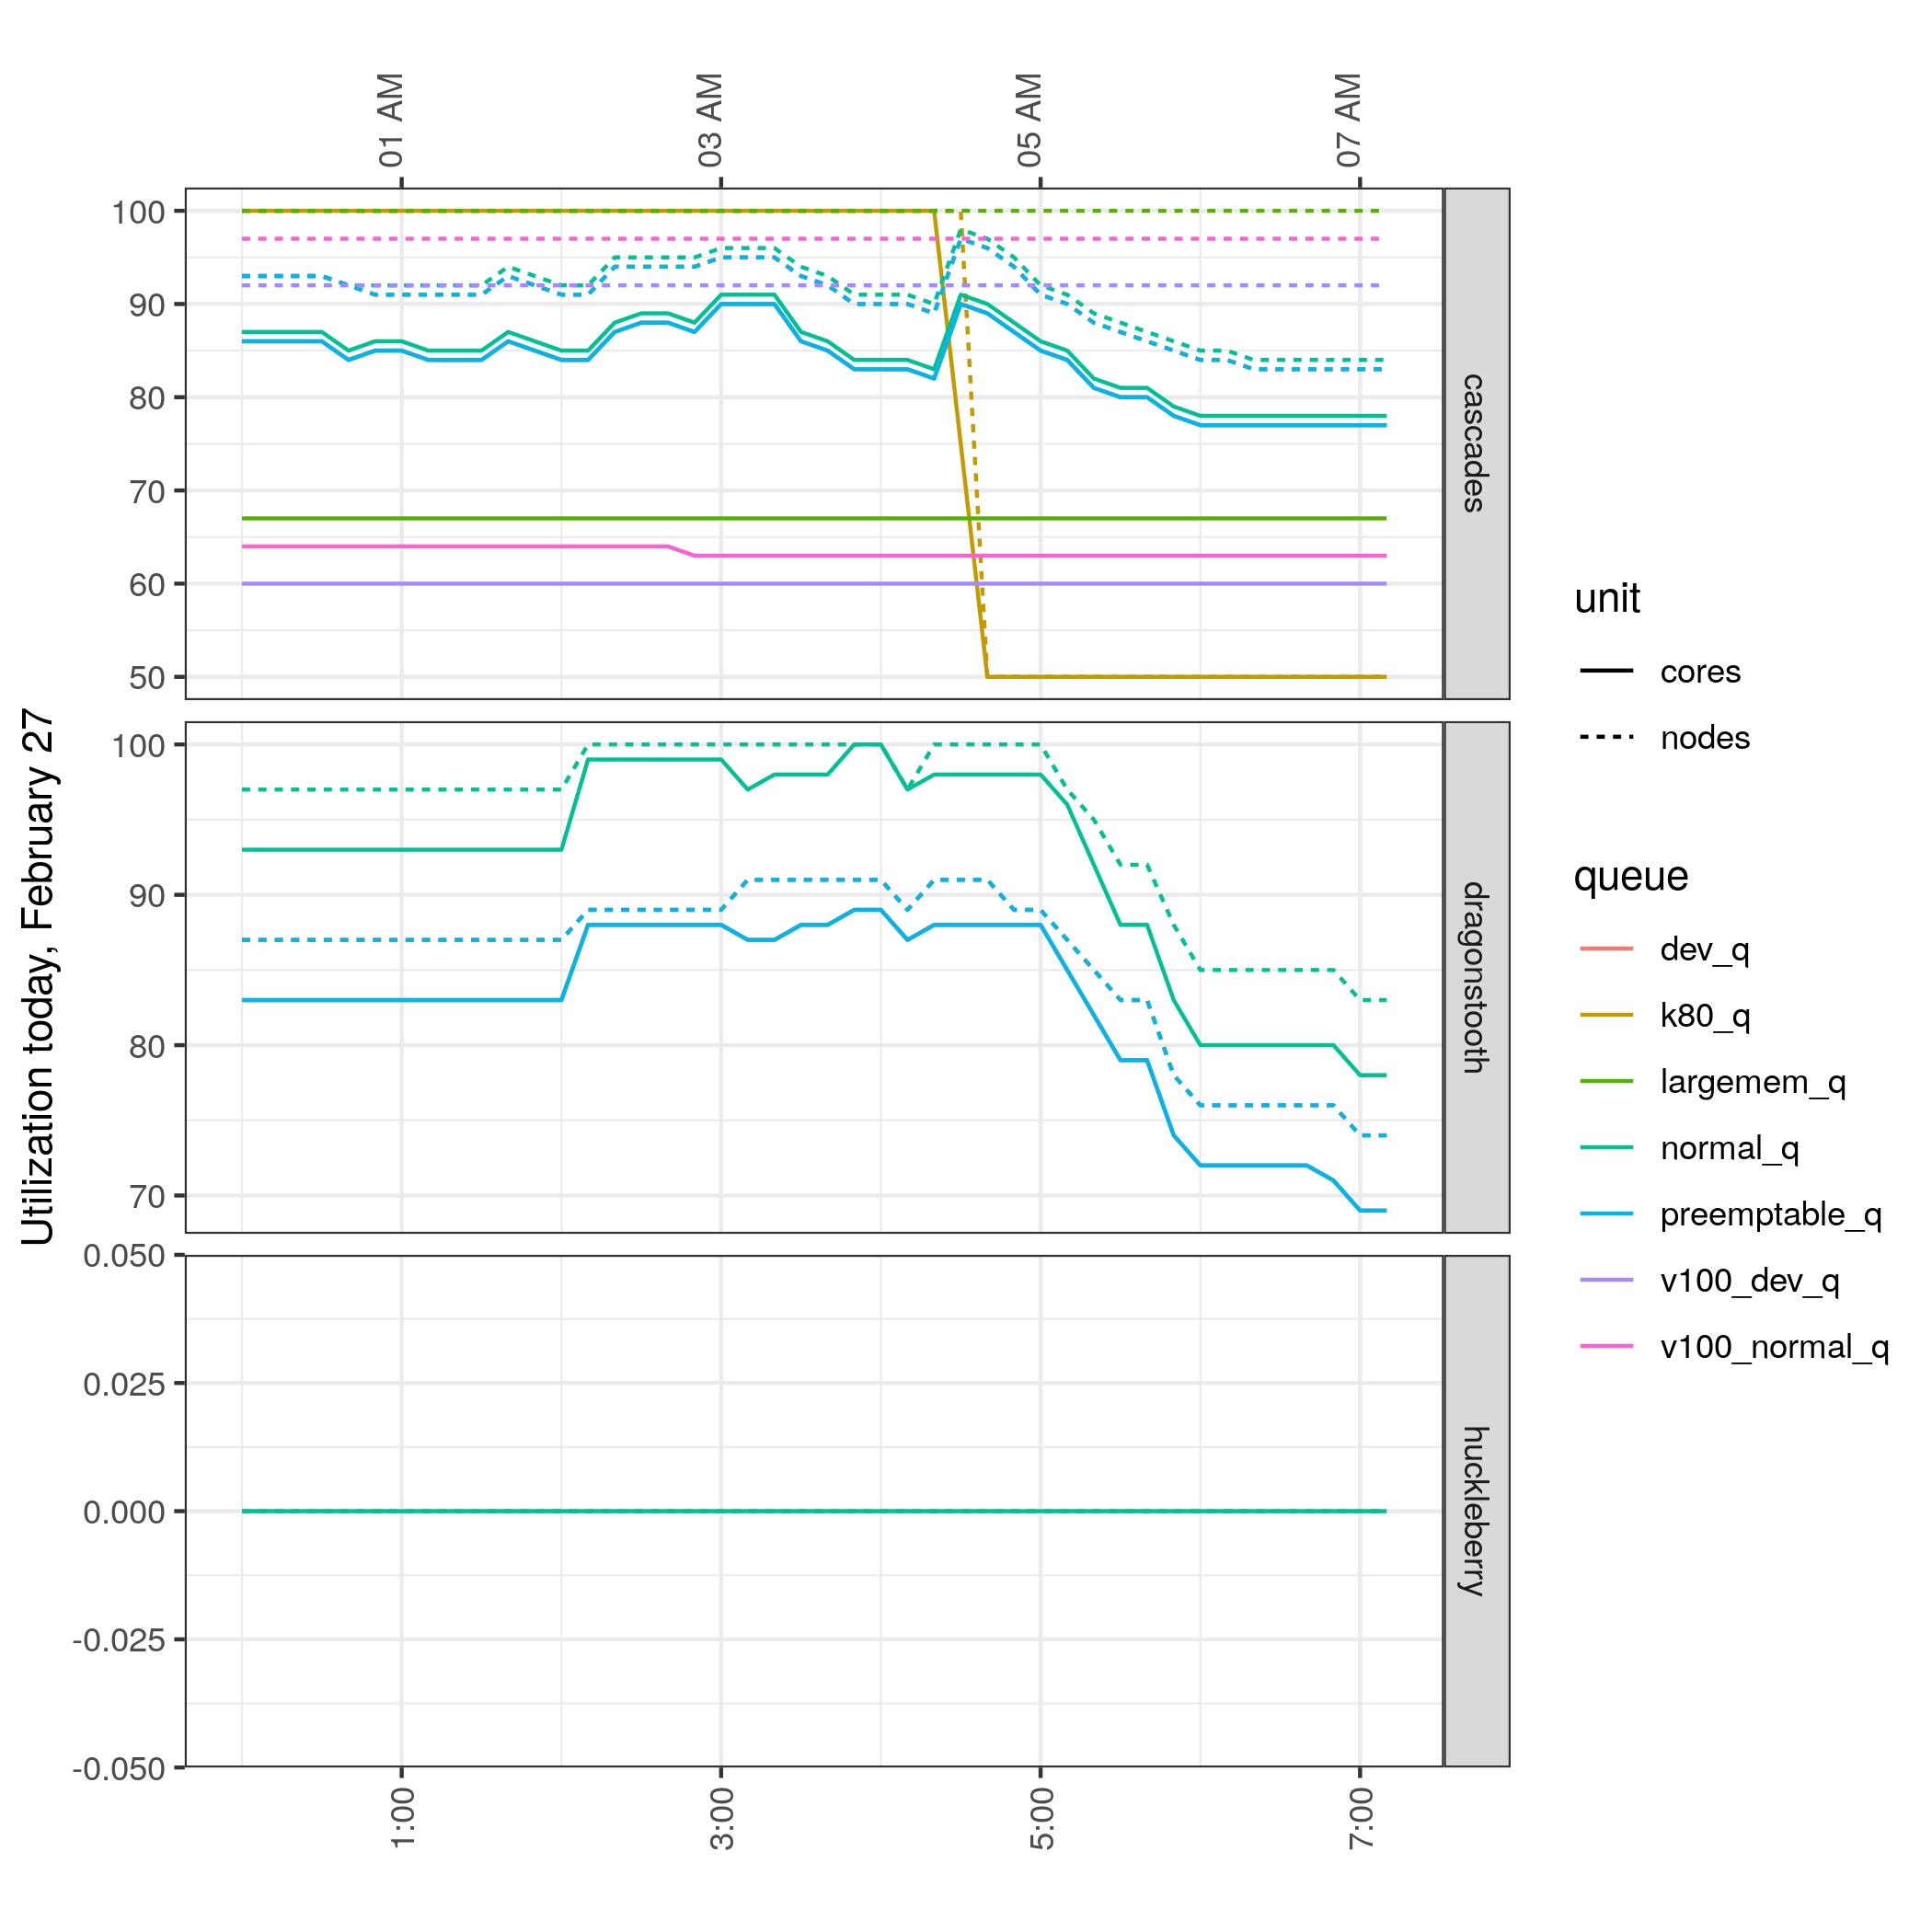 01 AM
03 AM
05 AM
07 AM
100
90
80
70
60
50
cascades
100
90
80
70
dragonstooth
0.050
0.025
0.000
-0.025
-0.050
huckleberry
1:00
3:00
5:00
7:00
Utilization today, February 27
unit
cores
nodes
queue
dev_q
k80_q
largemem_q
normal_q
preemptable_q
v100_dev_q
v100_normal_q